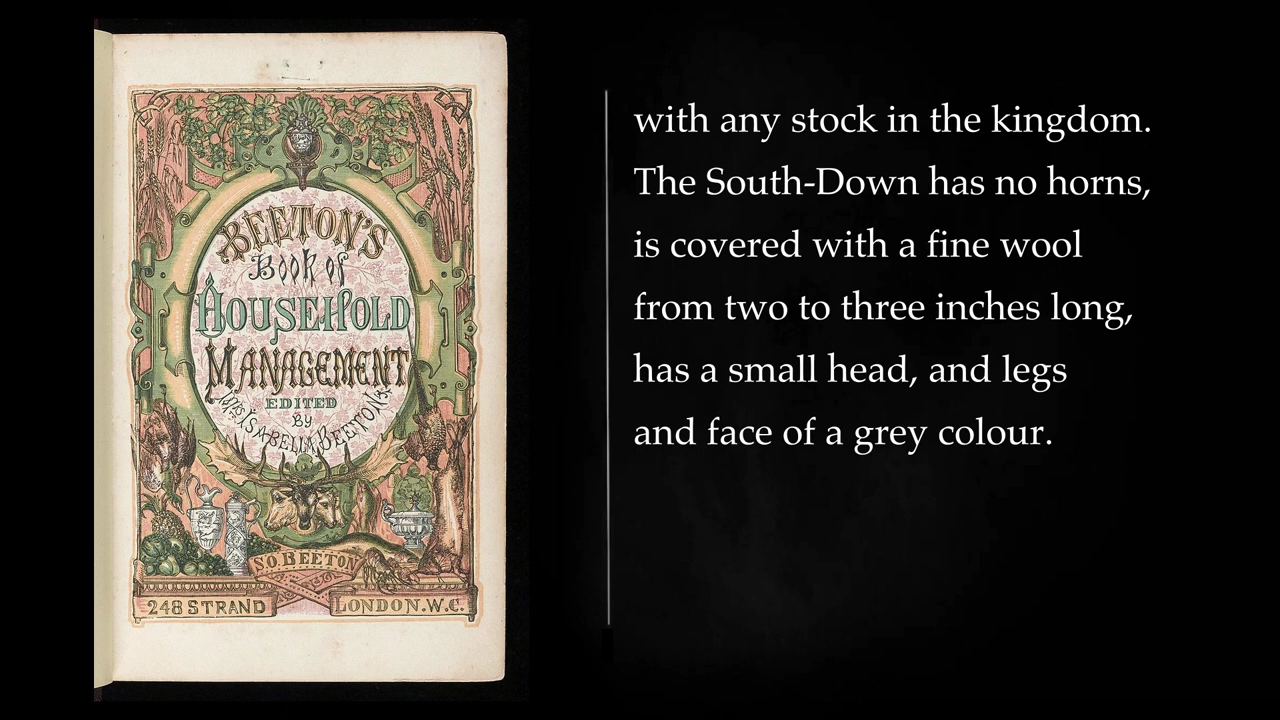 BEETON'S
Book of
HOUSEHOLD
MANAGEMENT
EDITED
BY
MRS ISABELLA BEETON
S.O. BEETON
248 STRAND
LONDON. W.C.
with any stock in the kingdom.
The South-Down has no horns,
is covered with a fine wool
from two to three inches long,
has a small head, and legs
and face of a grey colour.